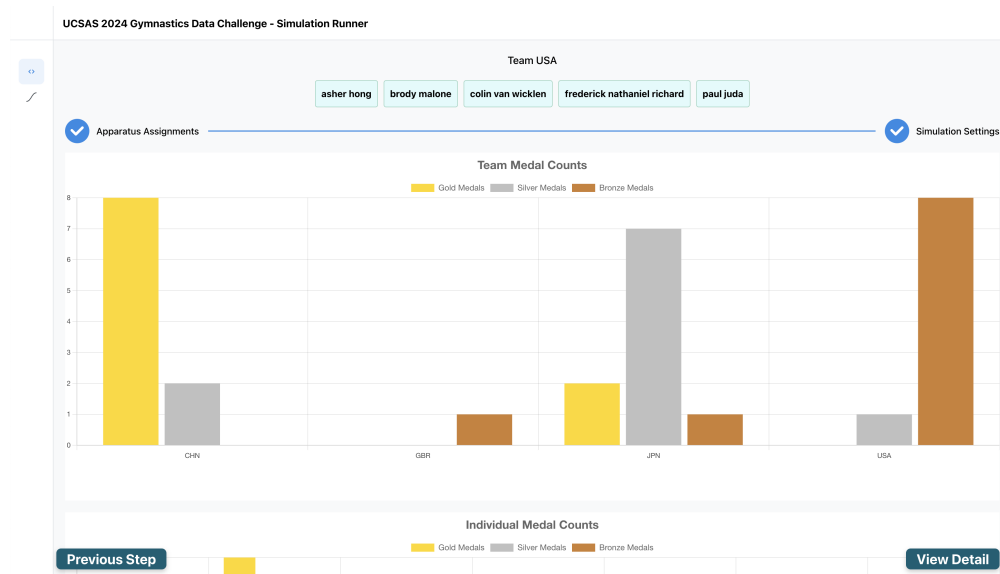 UCSAS 2024 Gymnastics Data Challenge - Simulation Runner
Team USA
asher hong brody malone colin van wicklen frederick nathaniel richard paul juda
Apparatus Assignments Simulation Settings
Team Medal Counts
Gold Medals Silver Medals Bronze Medals
8
7
6
5
4
3
2
1
0
CHN GBR JPN USA
Individual Medal Counts
Gold Medals Silver Medals Bronze Medals
Previous Step View Detail